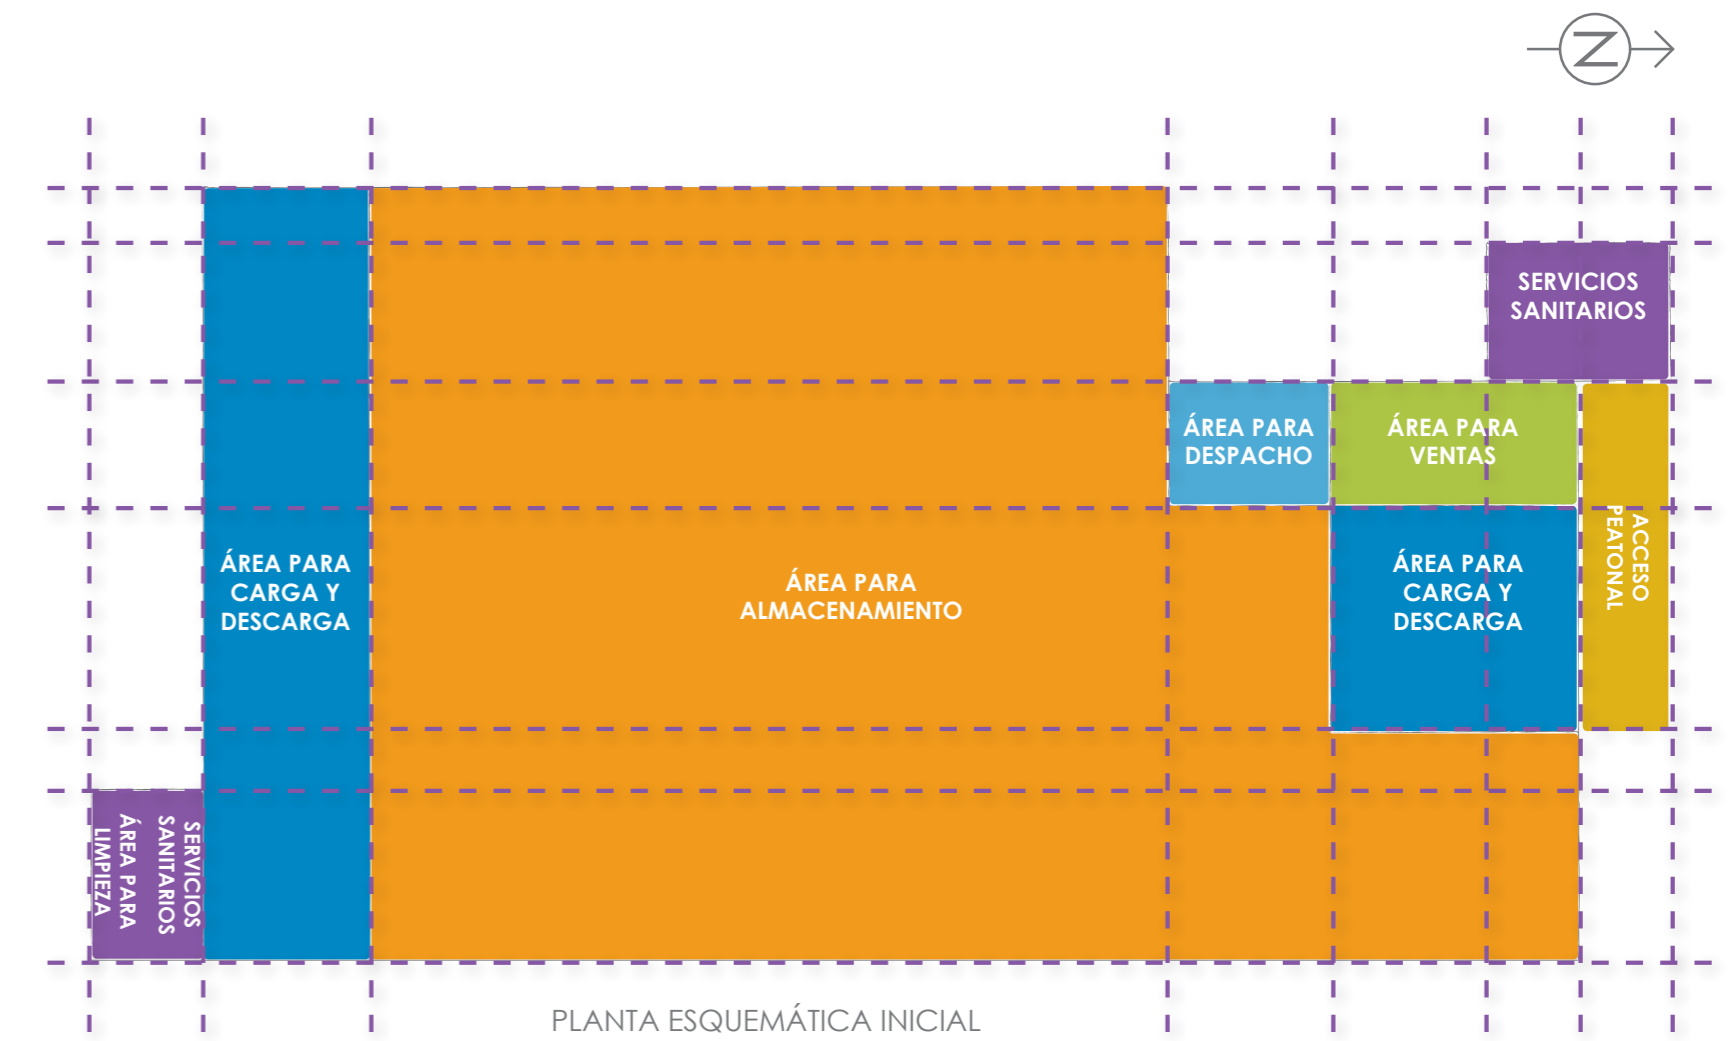 N
SERVICIOS
SANITARIOS
ÁREA PARA
DESPACHO
ÁREA PARA
VENTAS
ÁREA PARA
CARGA Y
DESCARGA
ÁREA PARA
ALMACENAMIENTO
ÁREA PARA
CARGA Y
DESCARGA
ACCESO
PEATONAL
SERVICIOS
SANITARIOS
ÁREA PARA
LIMPIEZA
PLANTA ESQUEMÁTICA INICIAL